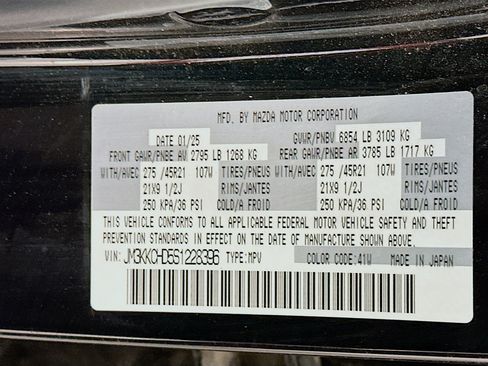 MFD. BY MAZDA MOTOR CORPORATION
DATE 01/25 GVWR/PNBV 6854 LB 3109 KG
FRONT GAWR/PNBE AV 2795 LB 1268 KG REAR GAWR/PNBE AR 3785 LB 1717 KG
WITH/AVEC 275 /45R21 107W TIRES/PNEUS WITH/AVEC 275 /45R21 107W TIRES/PNEUS
21X9 1/2J RIMS/JANTES 21X9 1/2J RIMS/JANTES
250 KPA/36 PSI COLD/A FROID 250 KPA/36 PSI COLD/A FROID
THIS VEHICLE CONFORMS TO ALL APPLICABLE FEDERAL MOTOR VEHICLE SAFETY AND THEFT
PREVENTION STANDARDS IN EFFECT ON THE DATE OF MANUFACTURE SHOWN ABOVE.
VIN: JM3KKCHD5S1228396 TYPE:MPV COLOR CODE:41W MADE IN JAPAN